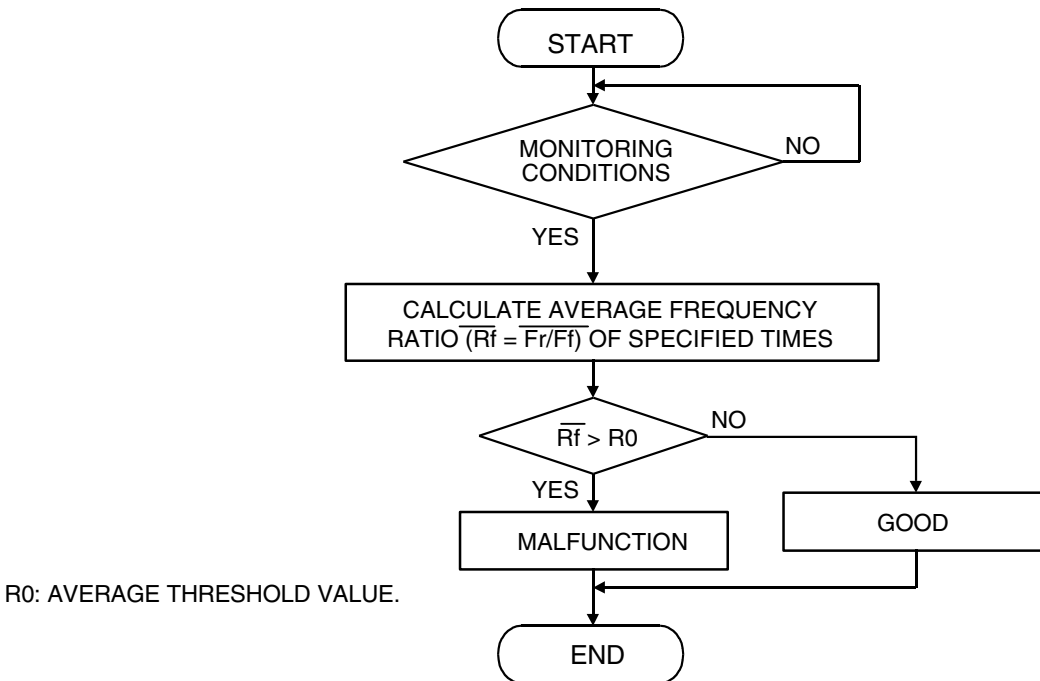 START
MONITORING
CONDITIONS
NO
YES
CALCULATE AVERAGE FREQUENCY
RATIO (Rf = Fr/Ff) OF SPECIFIED TIMES
Rf > R0
NO
YES
MALFUNCTION
GOOD
R0: AVERAGE THRESHOLD VALUE.
END